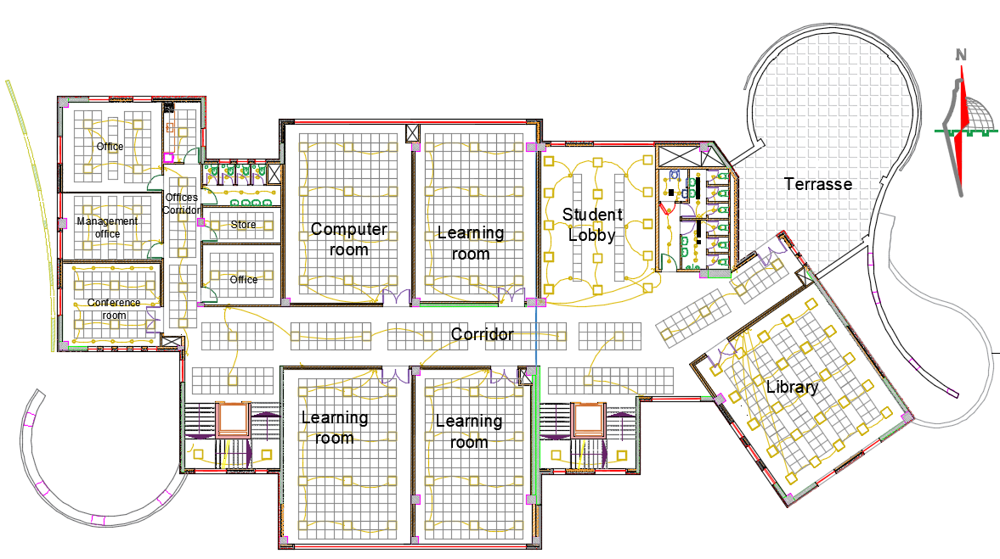 N
Office
Terrasse
Offices
Corridor
Management
office
Store
Student
Lobby
Computer
room
Learning
room
Office
Conference
room
Corridor
Library
Learning
room
Learning
room